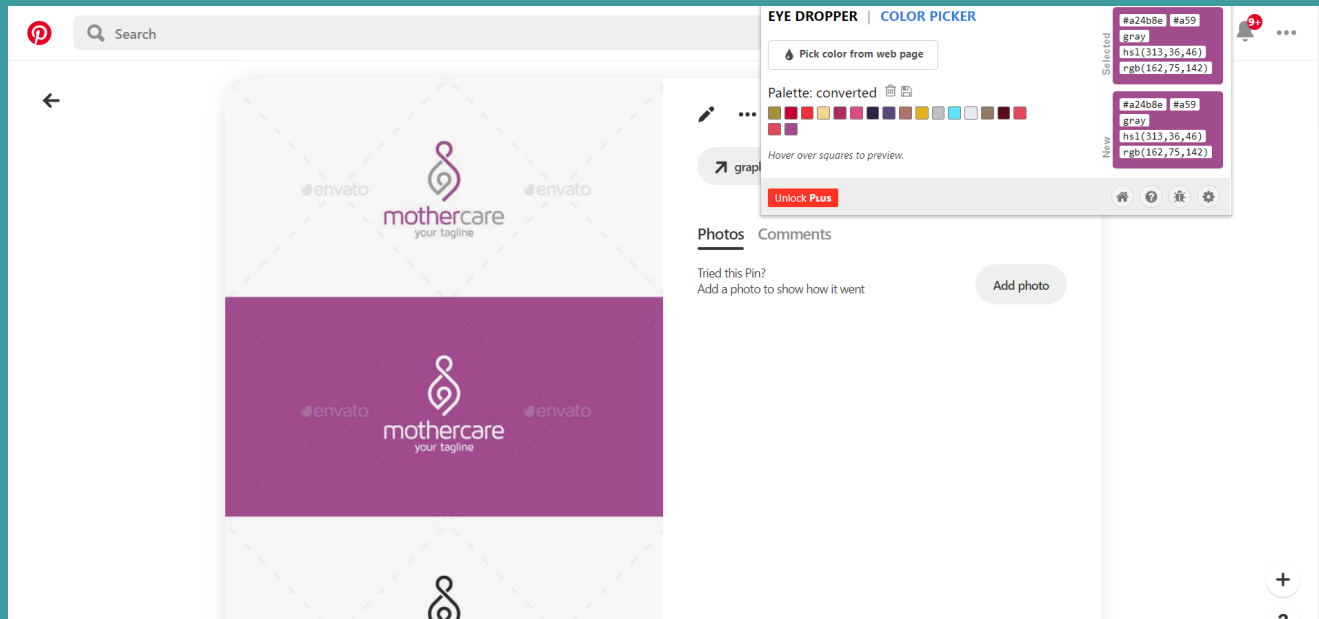 Search
EYE DROPPER | COLOR PICKER
Pick color from web page
Palette: converted
Hover over squares to preview.
Unlock Plus
Selected
#a24b8e #a59
gray
hsl(313,36,46)
rgb(162,75,142)
New
#a24b8e #a59
gray
hsl(313,36,46)
rgb(162,75,142)
9+
envato
envato
mothercare
your tagline
grap
Photos Comments
Tried this Pin?
Add a photo to show how it went
Add photo
envato
envato
mothercare
your tagline